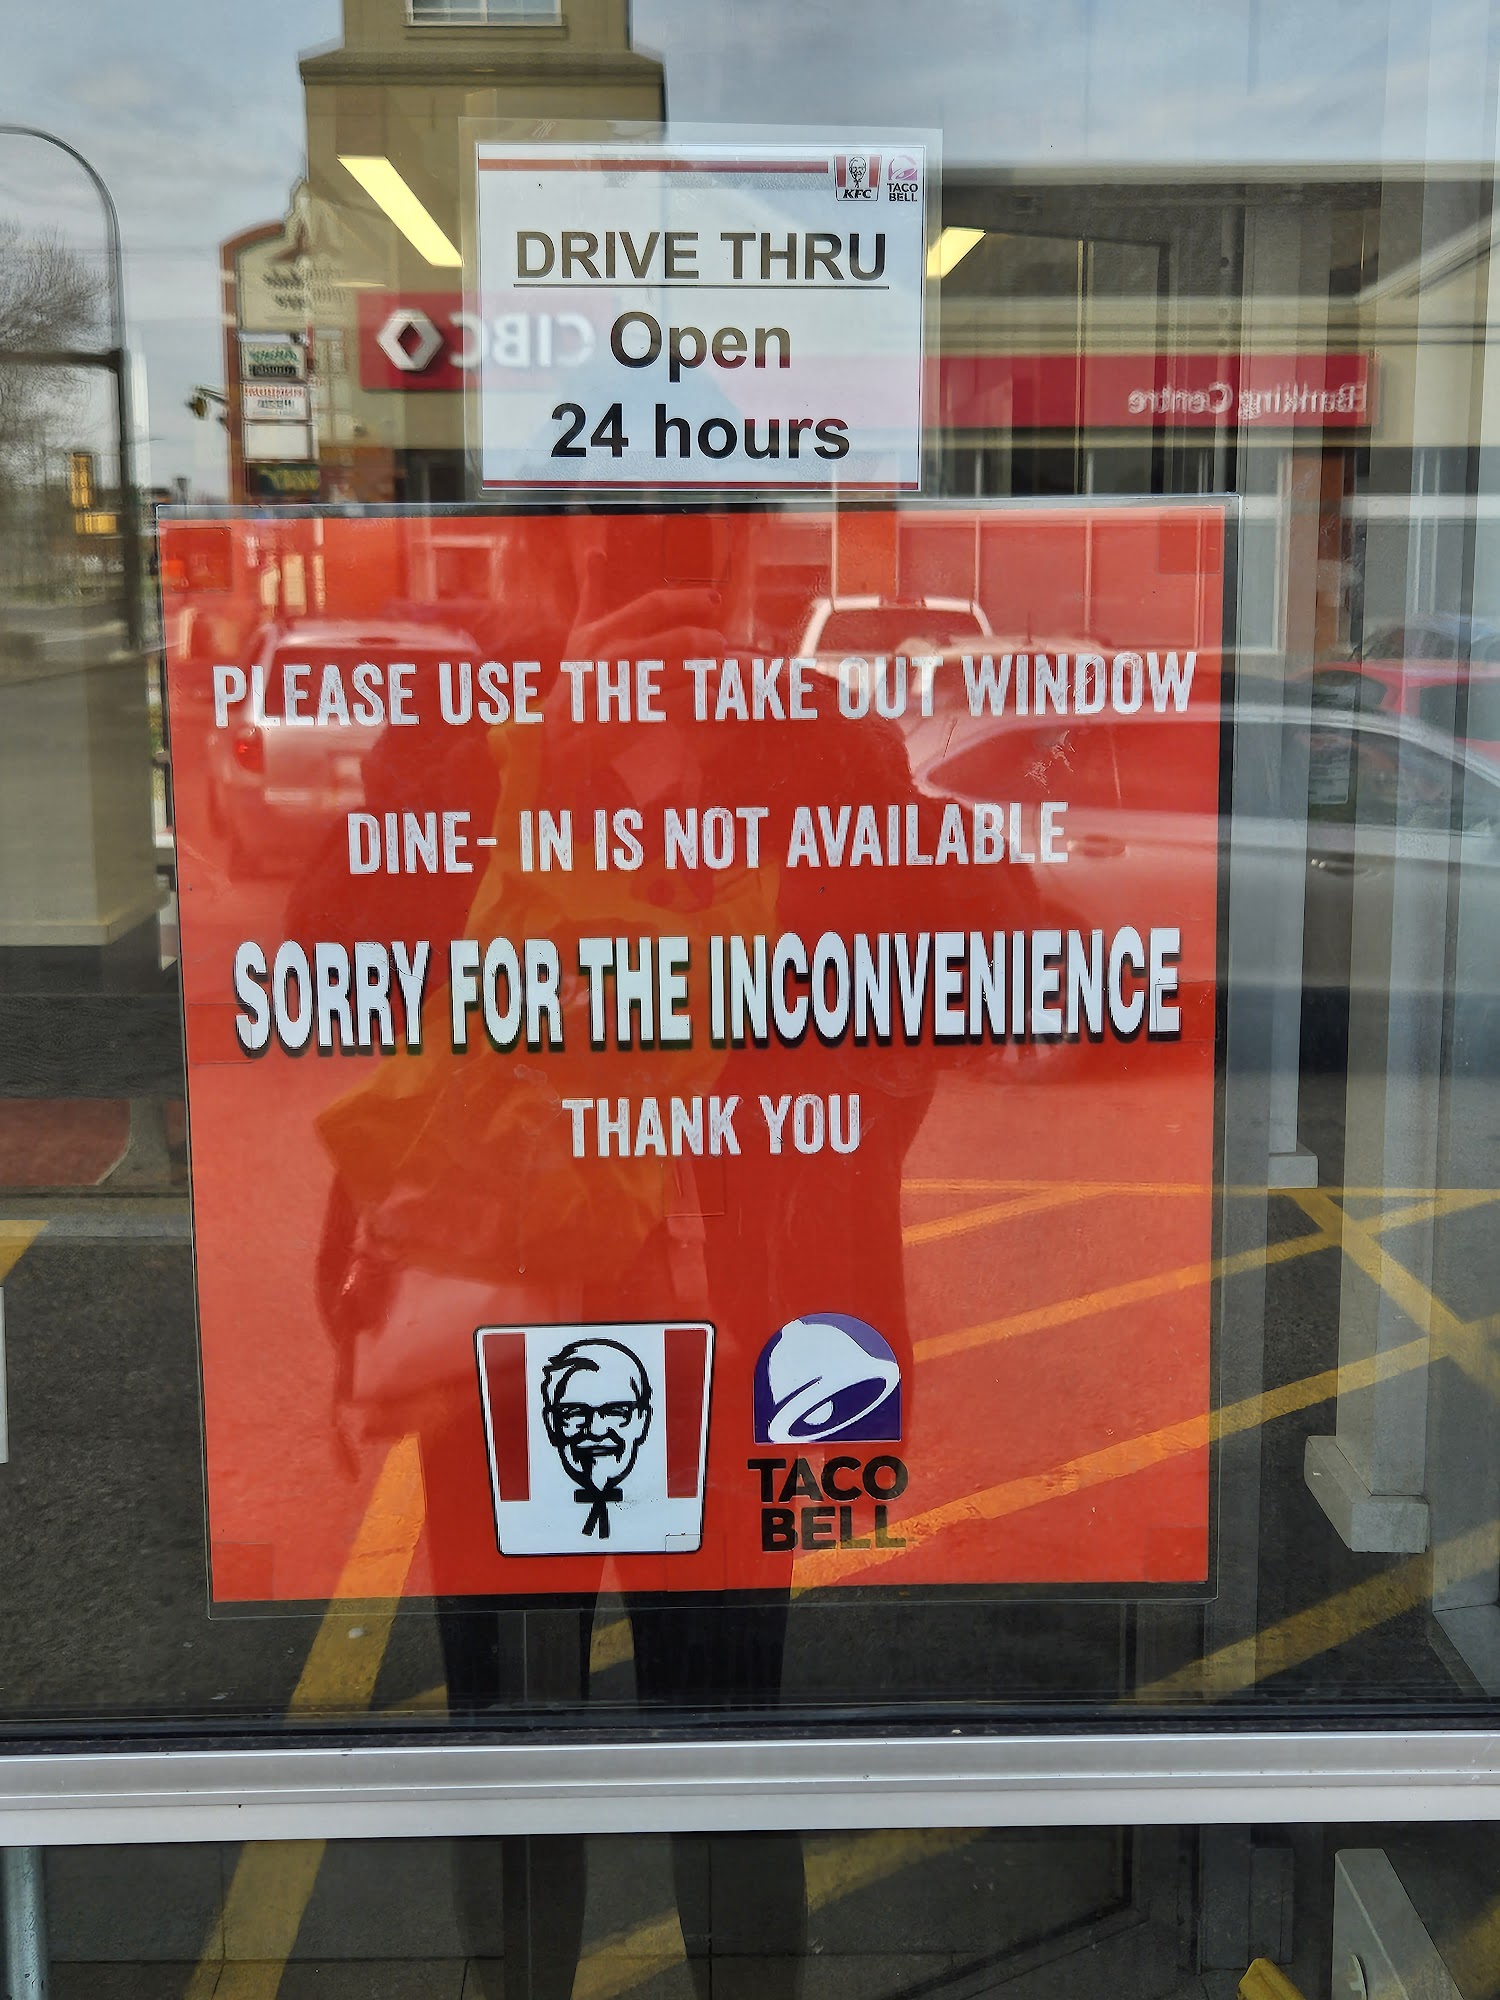 KFC
TACO
BELL
DRIVE THRU
Open
24 hours
CIBC
Banking Centre
PLEASE USE THE TAKE OUT WINDOW
DINE- IN IS NOT AVAILABLE
SORRY FOR THE INCONVENIENCE
THANK YOU
TACO
BELL